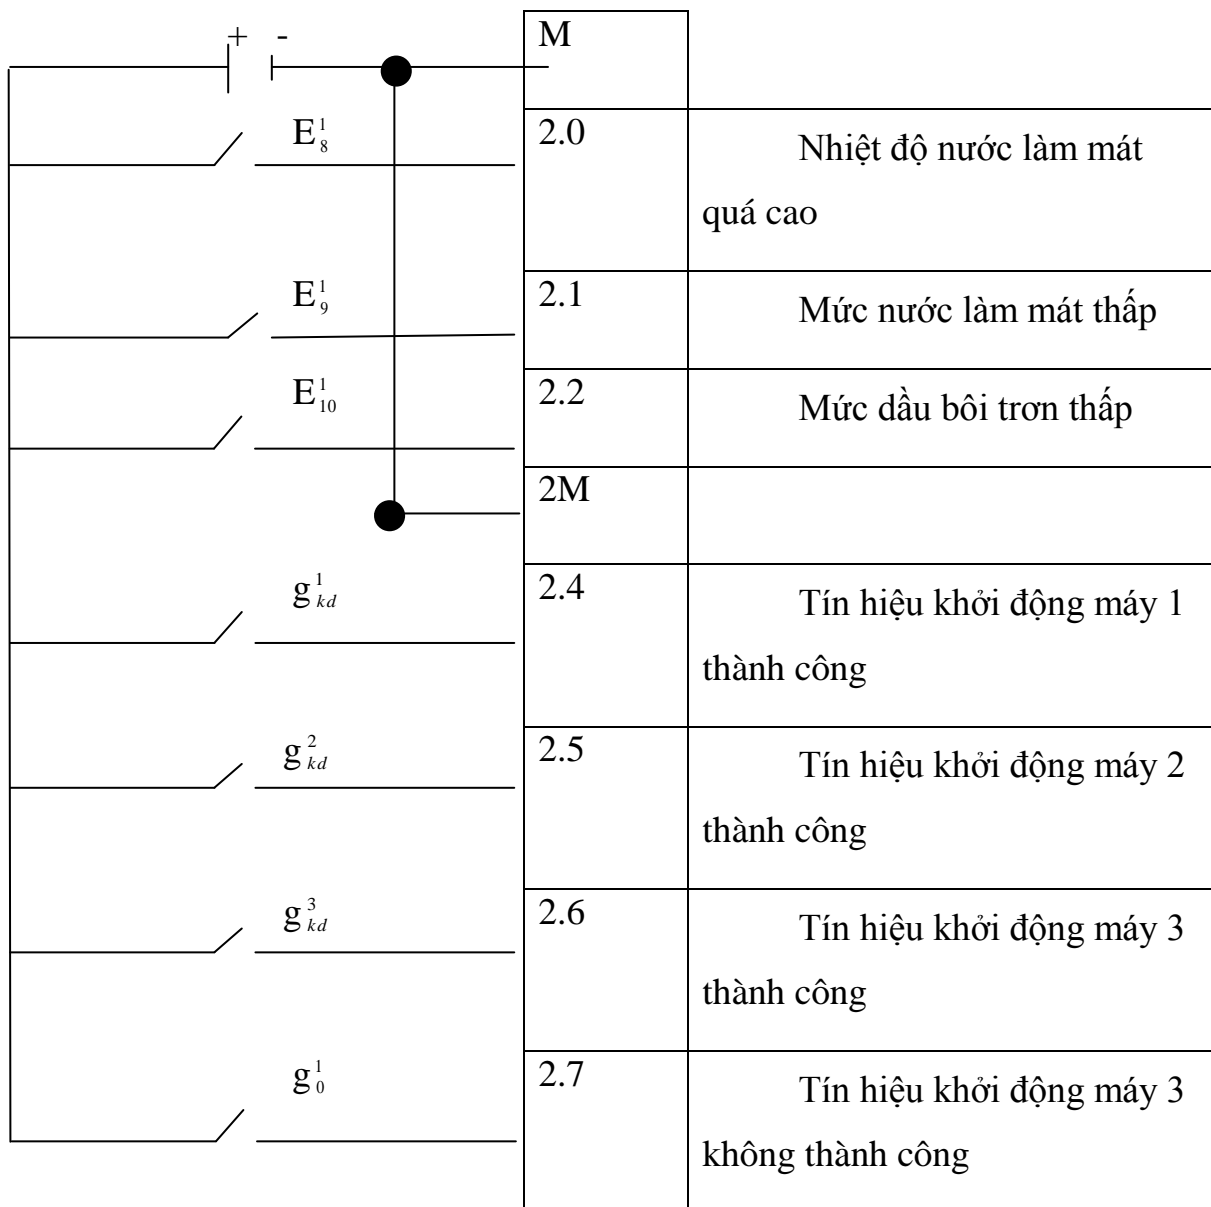 + - M
E¹₈ 2.0 Nhiệt độ nước làm mát
quá cao
E¹₉ 2.1 Mức nước làm mát thấp
E¹₁₀ 2.2 Mức dầu bôi trơn thấp
2M
g¹kd 2.4 Tín hiệu khởi động máy 1
thành công
g²kd 2.5 Tín hiệu khởi động máy 2
thành công
g³kd 2.6 Tín hiệu khởi động máy 3
thành công
g¹₀ 2.7 Tín hiệu khởi động máy 3
không thành công